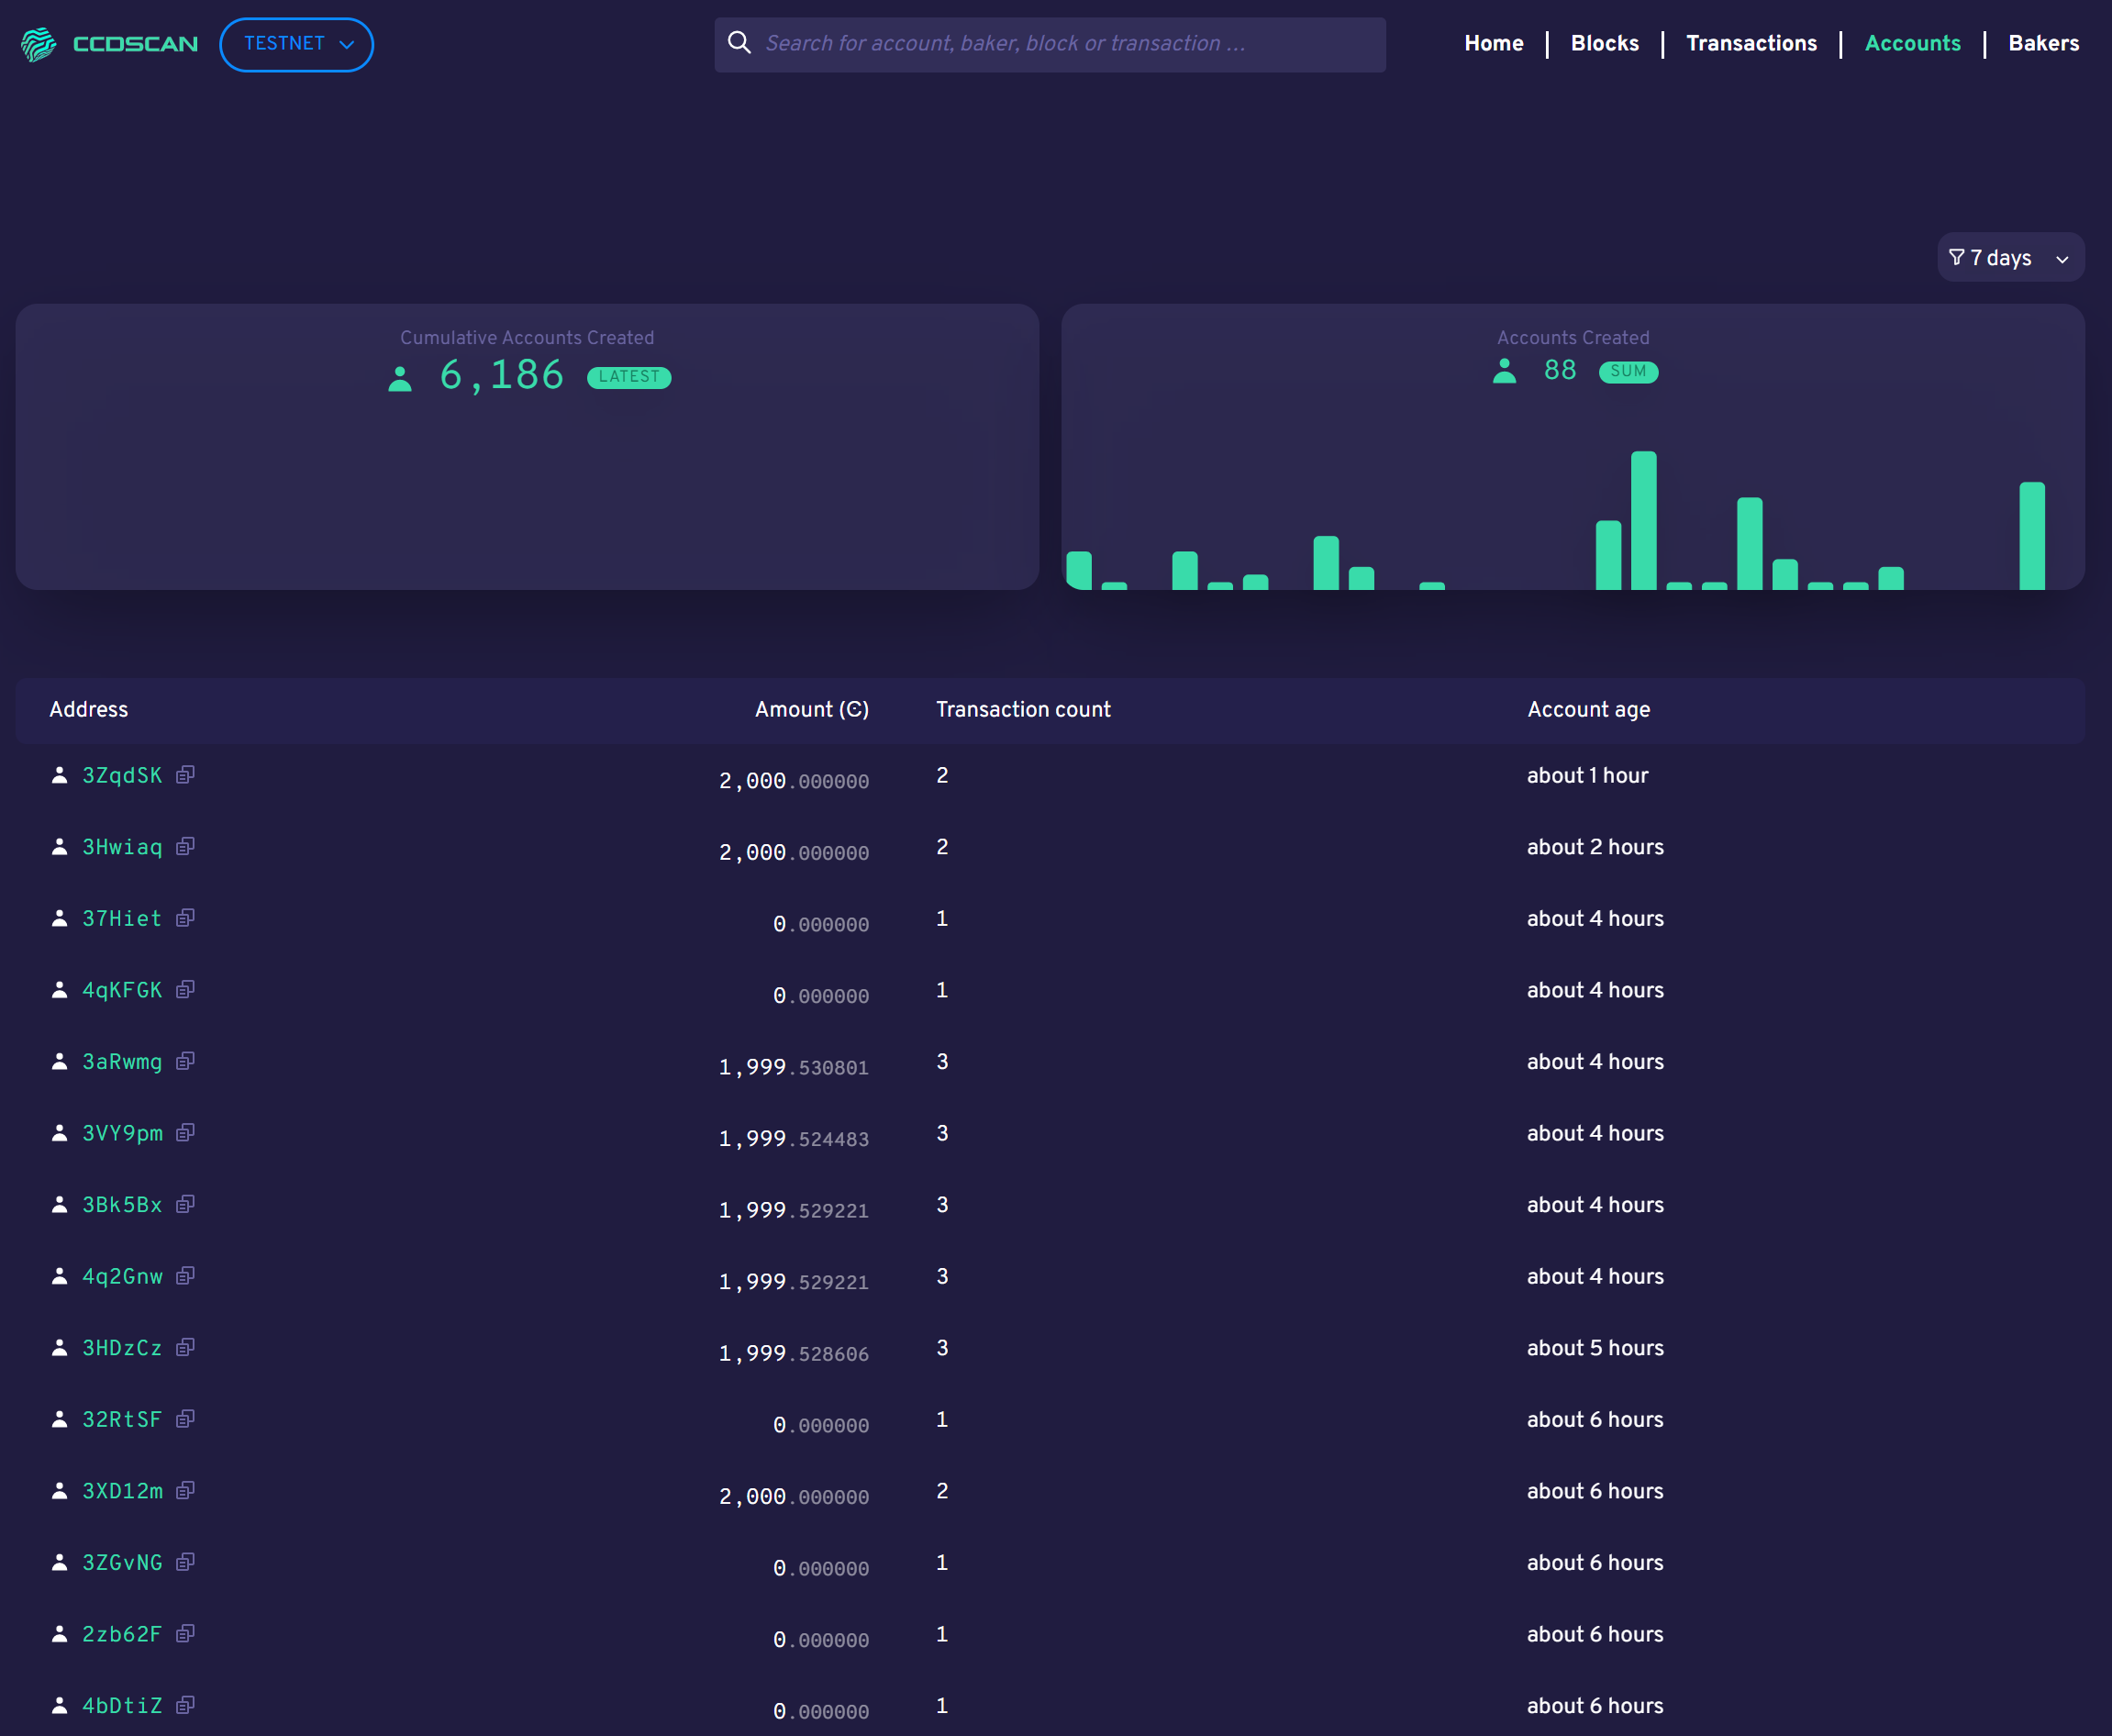 CCDSCAN TESTNET Search for account, baker, block or transaction ... Home | Blocks | Transactions | Accounts | Bakers
7 days
Cumulative Accounts Created
6,186 LATEST
Accounts Created
88 SUM
Address Amount (Ͼ) Transaction count Account age
3ZqdSK 2,000.000000 2 about 1 hour
3Hwiaq 2,000.000000 2 about 2 hours
37Hiet 0.000000 1 about 4 hours
4qKFGK 0.000000 1 about 4 hours
3aRwmg 1,999.530801 3 about 4 hours
3VY9pm 1,999.524483 3 about 4 hours
3Bk5Bx 1,999.529221 3 about 4 hours
4q2Gnw 1,999.529221 3 about 4 hours
3HDzCz 1,999.528606 3 about 5 hours
32RtSF 0.000000 1 about 6 hours
3XD12m 2,000.000000 2 about 6 hours
3ZGvNG 0.000000 1 about 6 hours
2zb62F 0.000000 1 about 6 hours
4bDtiZ 0.000000 1 about 6 hours